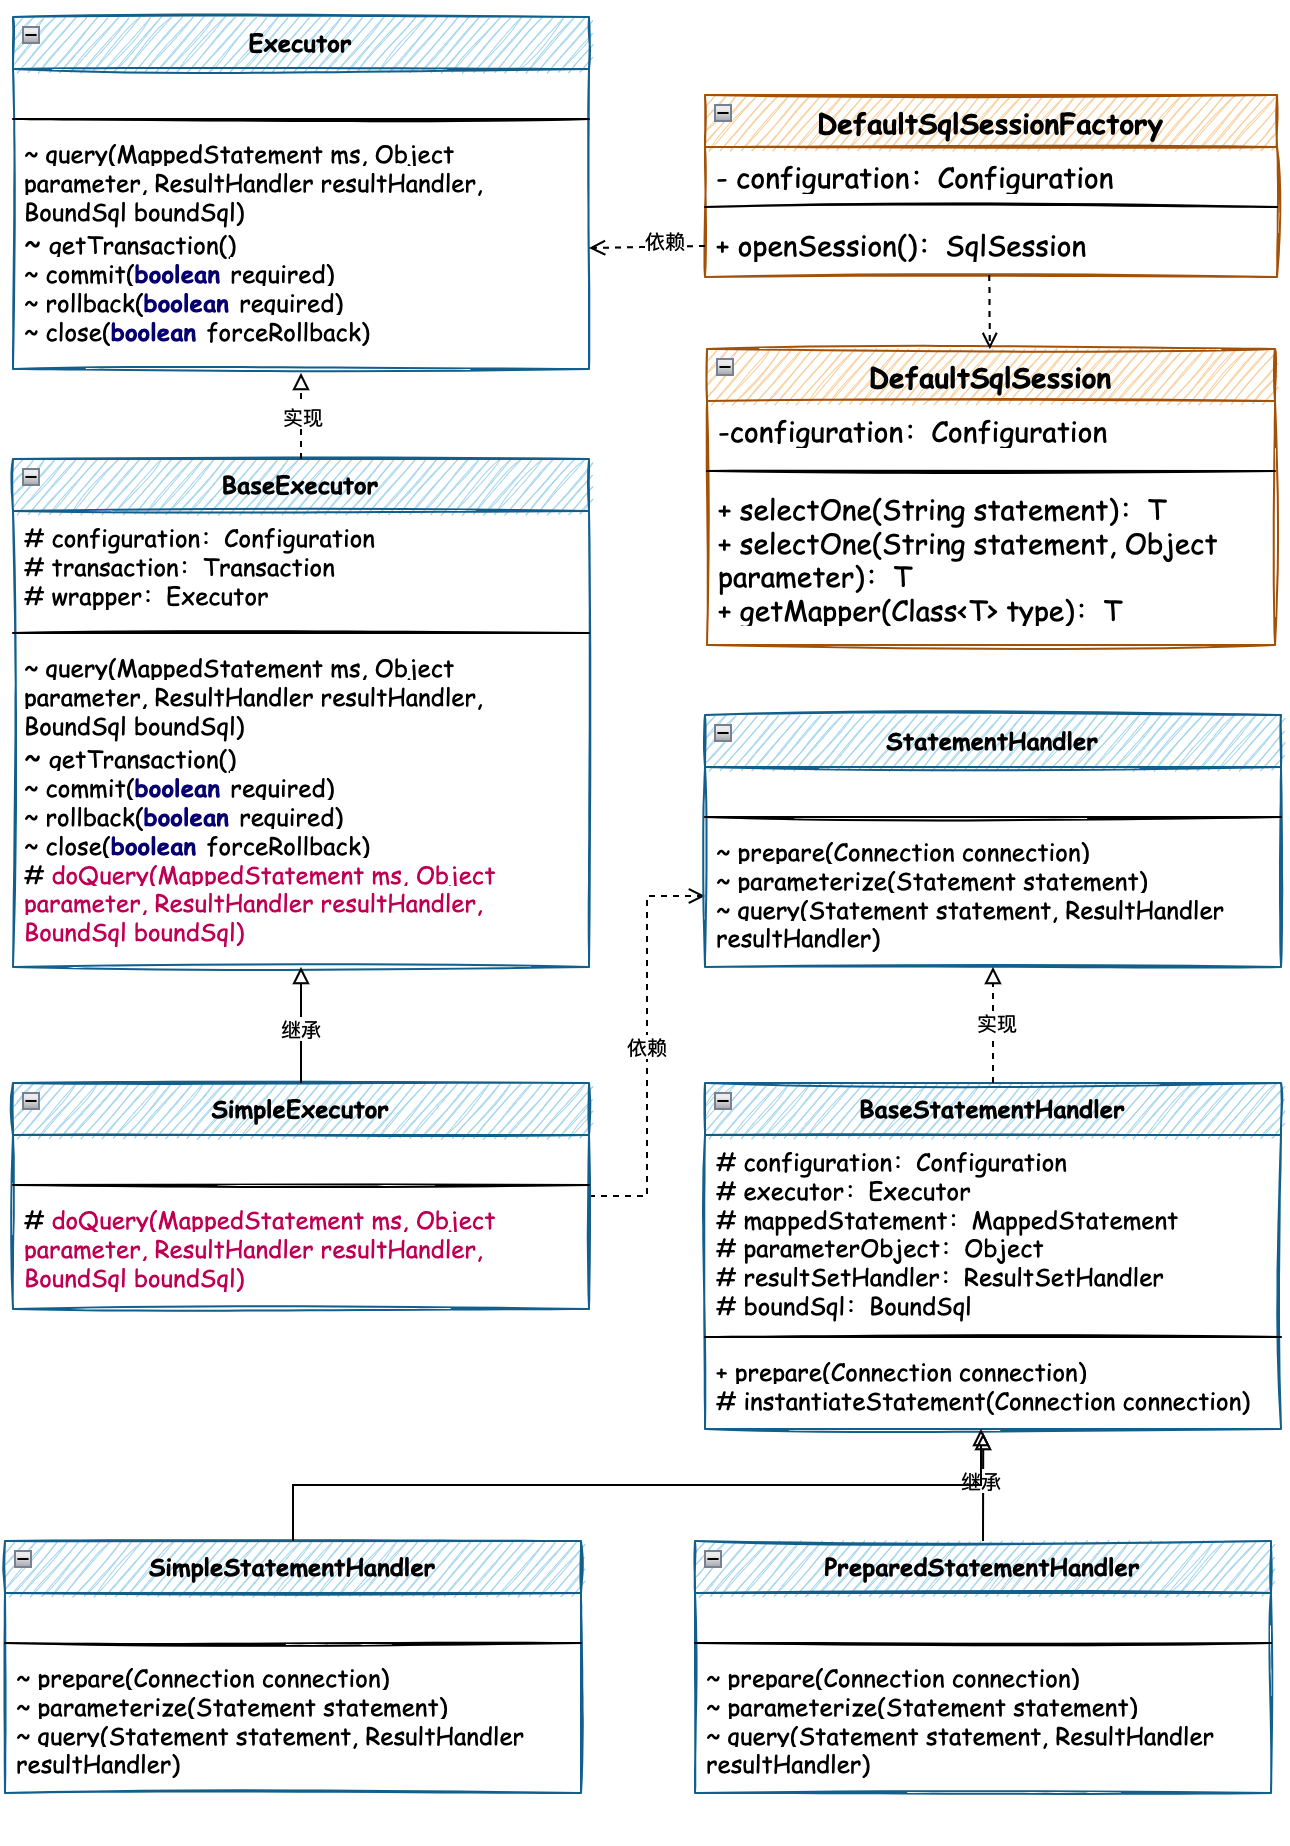 Executor
~ query(MappedStatement ms, Object
parameter, ResultHandler resultHandler,
BoundSql boundSql)
~ getTransaction()
~ commit(boolean required)
~ rollback(boolean required)
~ close(boolean forceRollback)
DefaultSqlSessionFactory
- configuration： Configuration
+ openSession()： SqlSession
依赖
DefaultSqlSession
-configuration： Configuration
+ selectOne(String statement)： T
+ selectOne(String statement, Object
parameter)： T
+ getMapper(Class<T> type)： T
实现
BaseExecutor
# configuration： Configuration
# transaction： Transaction
# wrapper： Executor
~ query(MappedStatement ms, Object
parameter, ResultHandler resultHandler,
BoundSql boundSql)
~ getTransaction()
~ commit(boolean required)
~ rollback(boolean required)
~ close(boolean forceRollback)
# doQuery(MappedStatement ms, Object
parameter, ResultHandler resultHandler,
BoundSql boundSql)
StatementHandler
~ prepare(Connection connection)
~ parameterize(Statement statement)
~ query(Statement statement, ResultHandler
resultHandler)
继承
依赖
实现
SimpleExecutor
# doQuery(MappedStatement ms, Object
parameter, ResultHandler resultHandler,
BoundSql boundSql)
BaseStatementHandler
# configuration： Configuration
# executor： Executor
# mappedStatement： MappedStatement
# parameterObject： Object
# resultSetHandler： ResultSetHandler
# boundSql： BoundSql
+ prepare(Connection connection)
# instantiateStatement(Connection connection)
继承
SimpleStatementHandler
~ prepare(Connection connection)
~ parameterize(Statement statement)
~ query(Statement statement, ResultHandler
resultHandler)
PreparedStatementHandler
~ prepare(Connection connection)
~ parameterize(Statement statement)
~ query(Statement statement, ResultHandler
resultHandler)